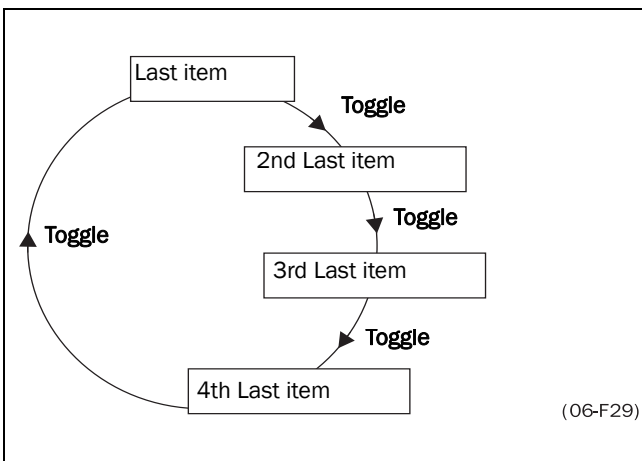 Last item
Toggle
2nd Last item
Toggle
Toggle
3rd Last item
Toggle
4th Last item
(06-F29)